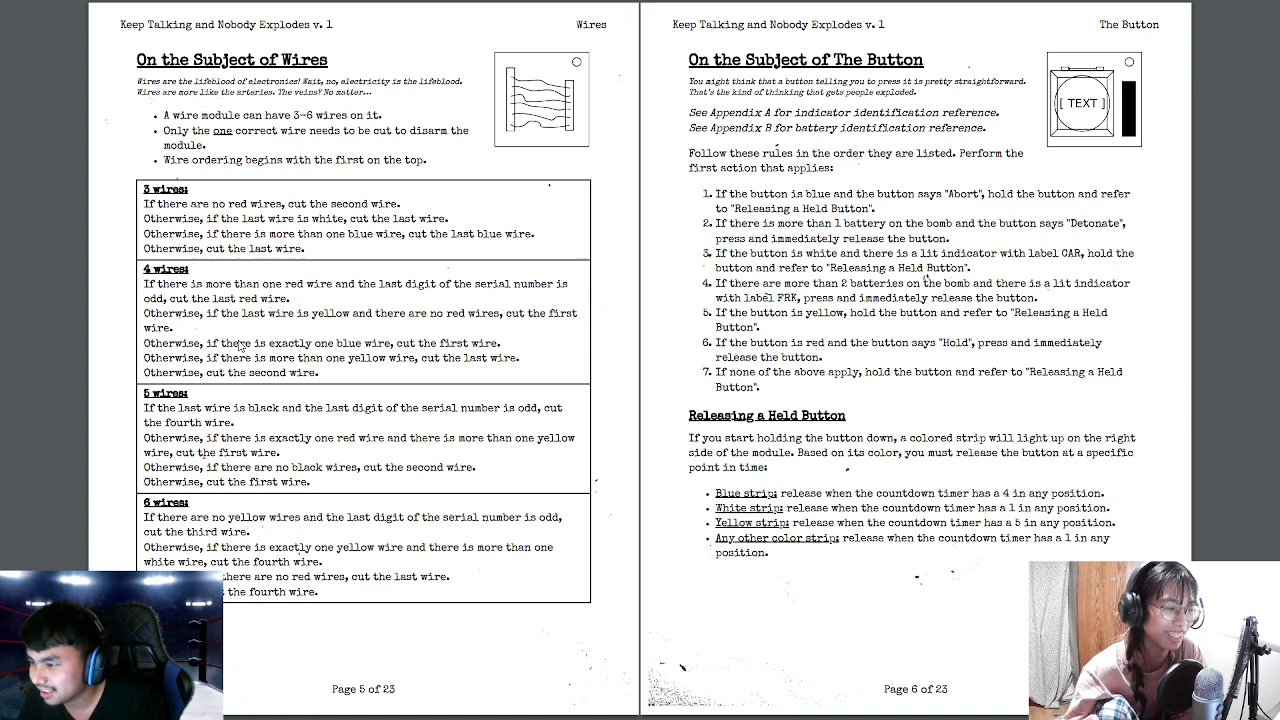 Keep Talking and Nobody Explodes v. 1
Wires
On the Subject of Wires
Wires are the lifeblood of electronics! Wait, no, electricity is the lifeblood.
Wires are more like the arteries. The veins? No matter...
• A wire module can have 3-6 wires on it.
• Only the one correct wire needs to be cut to disarm the
module.
• Wire ordering begins with the first on the top.
3 wires:
If there are no red wires, cut the second wire.
Otherwise, if the last wire is white, cut the last wire.
Otherwise, if there is more than one blue wire, cut the last blue wire.
Otherwise, cut the last wire.
4 wires:
If there is more than one red wire and the last digit of the serial number is
odd, cut the last red wire.
Otherwise, if the last wire is yellow and there are no red wires, cut the first
wire.
Otherwise, if there is exactly one blue wire, cut the first wire.
Otherwise, if there is more than one yellow wire, cut the last wire.
Otherwise, cut the second wire.
5 wires:
If the last wire is black and the last digit of the serial number is odd, cut
the fourth wire.
Otherwise, if there is exactly one red wire and there is more than one yellow
wire, cut the first wire.
Otherwise, if there are no black wires, cut the second wire.
Otherwise, cut the first wire.
6 wires:
If there are no yellow wires and the last digit of the serial number is odd,
cut the third wire.
Otherwise, if there is exactly one yellow wire and there is more than one
white wire, cut the fourth wire.
there are no red wires, cut the last wire.
the fourth wire.
Page 5 of 23
Keep Talking and Nobody Explodes v. 1
The Button
On the Subject of The Button
You might think that a button telling you to press it is pretty straightforward.
That's the kind of thinking that gets people exploded.
[ TEXT ]
See Appendix A for indicator identification reference.
See Appendix B for battery identification reference.
Follow these rules in the order they are listed. Perform the
first action that applies:
1. If the button is blue and the button says "Abort", hold the button and refer
to "Releasing a Held Button".
2. If there is more than 1 battery on the bomb and the button says "Detonate",
press and immediately release the button.
3. If the button is white and there is a lit indicator with label CAR, hold the
button and refer to "Releasing a Held Button".
4. If there are more than 2 batteries on the bomb and there is a lit indicator
with label FRK, press and immediately release the button.
5. If the button is yellow, hold the button and refer to "Releasing a Held
Button".
6. If the button is red and the button says "Hold", press and immediately
release the button.
7. If none of the above apply, hold the button and refer to "Releasing a Held
Button".
Releasing a Held Button
If you start holding the button down, a colored strip will light up on the right
side of the module. Based on its color, you must release the button at a specific
point in time:
• Blue strip: release when the countdown timer has a 4 in any position.
• White strip: release when the countdown timer has a 1 in any position.
• Yellow strip: release when the countdown timer has a 5 in any position.
• Any other color strip: release when the countdown timer has a 1 in any
position.
Page 6 of 23